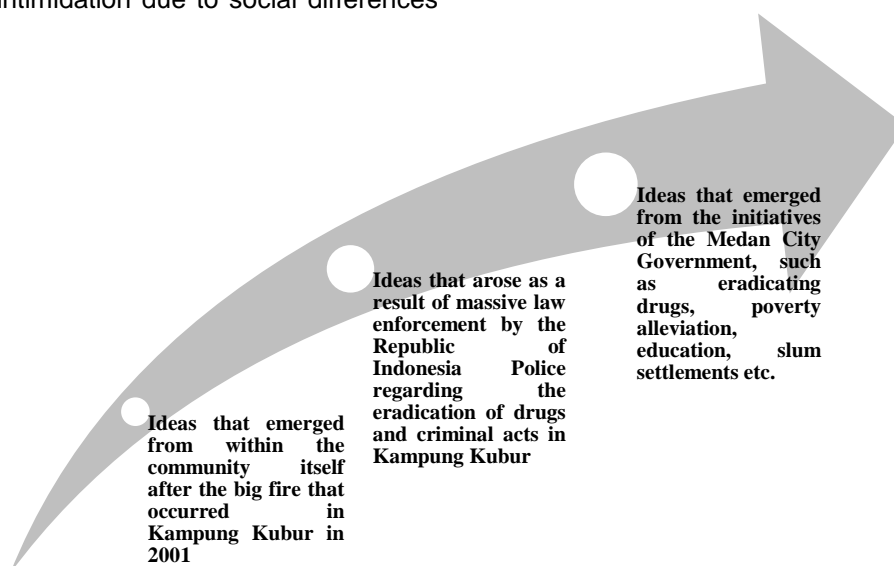 intimidation due to social differences
Ideas that emerged
from within the
community itself
after the big fire that
occurred in
Kampung Kubur in
2001
Ideas that arose as a
result of massive law
enforcement by the
Republic of
Indonesia Police
regarding the
eradication of drugs
and criminal acts in
Kampung Kubur
Ideas that emerged
from the initiatives
of the Medan City
Government, such
as eradicating
drugs, poverty
alleviation,
education, slum
settlements etc.